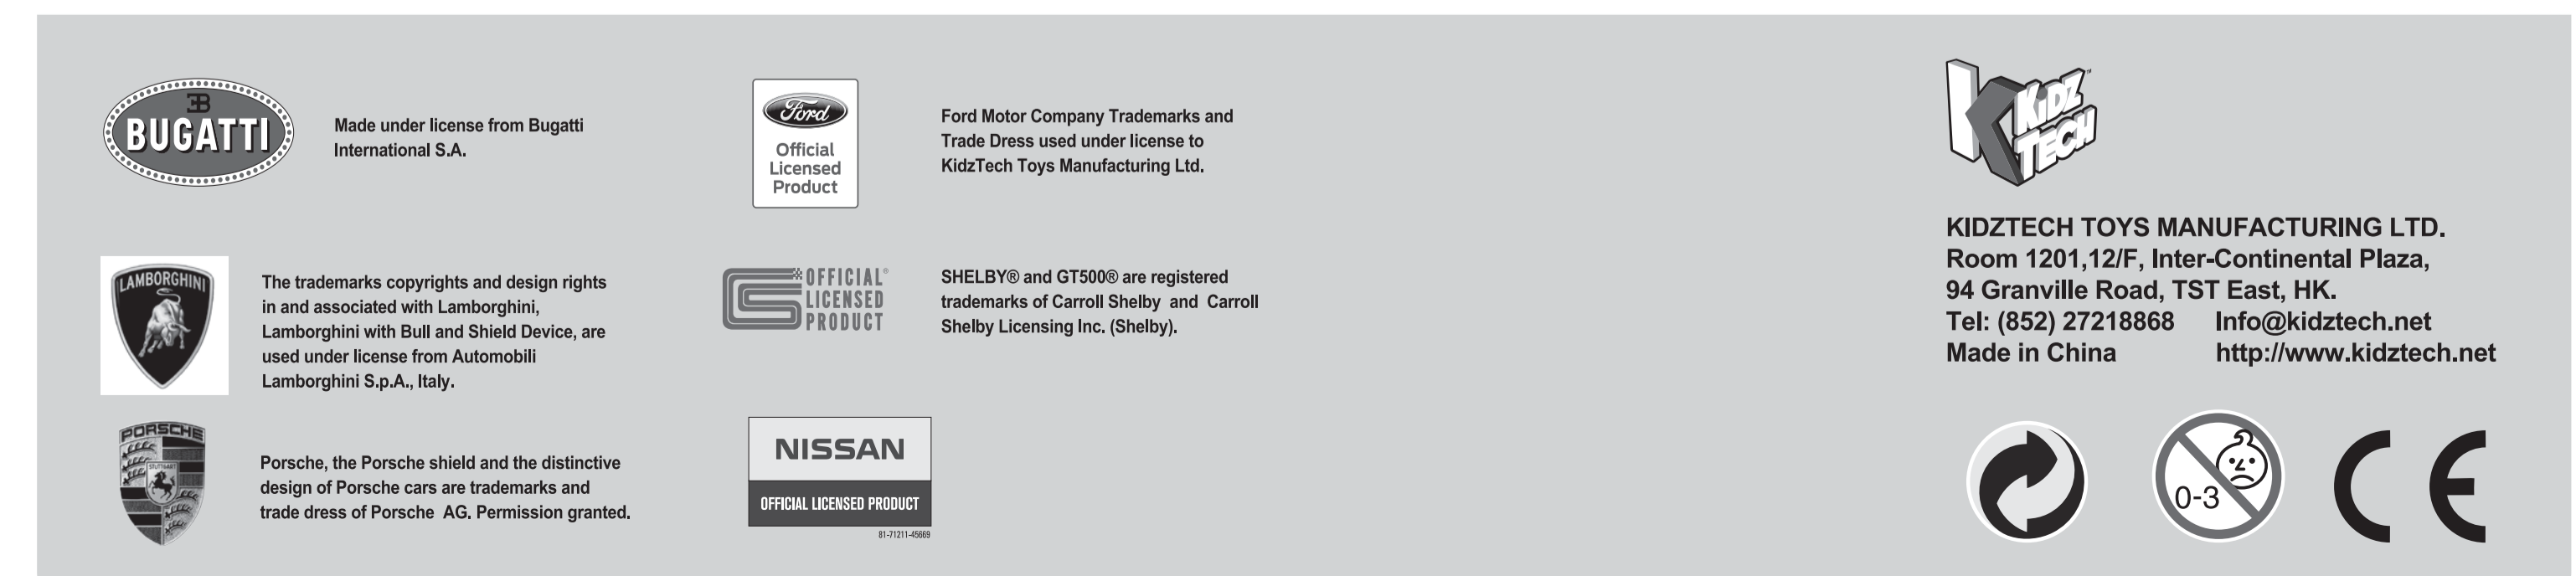 BUGATTI
Made under license from Bugatti
International S.A.
LAMBORGHINI
The trademarks copyrights and design rights
in and associated with Lamborghini,
Lamborghini with Bull and Shield Device, are
used under license from Automobili
Lamborghini S.p.A., Italy.
PORSCHE
STUTTGART
Porsche, the Porsche shield and the distinctive
design of Porsche cars are trademarks and
trade dress of Porsche AG. Permission granted.
Ford
Official
Licensed
Product
Ford Motor Company Trademarks and
Trade Dress used under license to
KidzTech Toys Manufacturing Ltd.
OFFICIAL®
LICENSED
PRODUCT
SHELBY® and GT500® are registered
trademarks of Carroll Shelby and Carroll
Shelby Licensing Inc. (Shelby).
NISSAN
OFFICIAL LICENSED PRODUCT
81-71211-45669
KiDZ™
TECH
KIDZTECH TOYS MANUFACTURING LTD.
Room 1201,12/F, Inter-Continental Plaza,
94 Granville Road, TST East, HK.
Tel: (852) 27218868 Info@kidztech.net
Made in China http://www.kidztech.net
0-3
CE